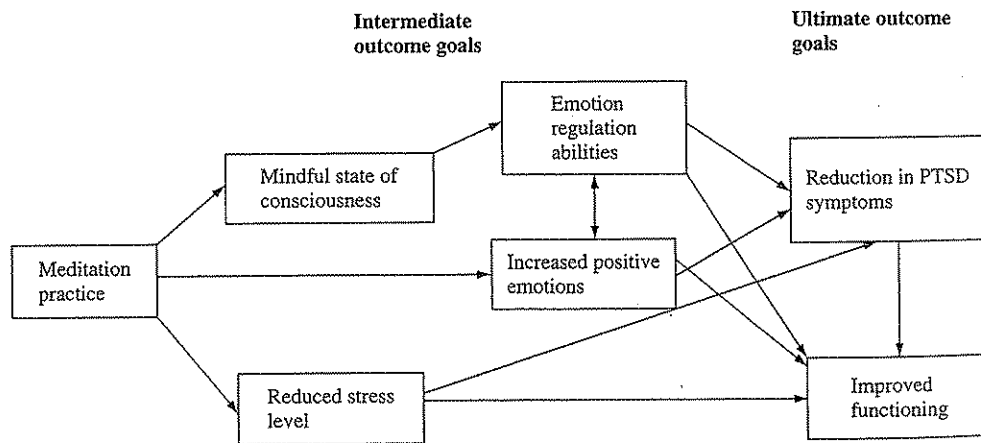 Intermediate
outcome goals
Ultimate outcome
goals
Emotion
regulation
abilities
Mindful state of
consciousness
Reduction in PTSD
symptoms
Meditation
practice
Increased positive
emotions
Reduced stress
level
Improved
functioning